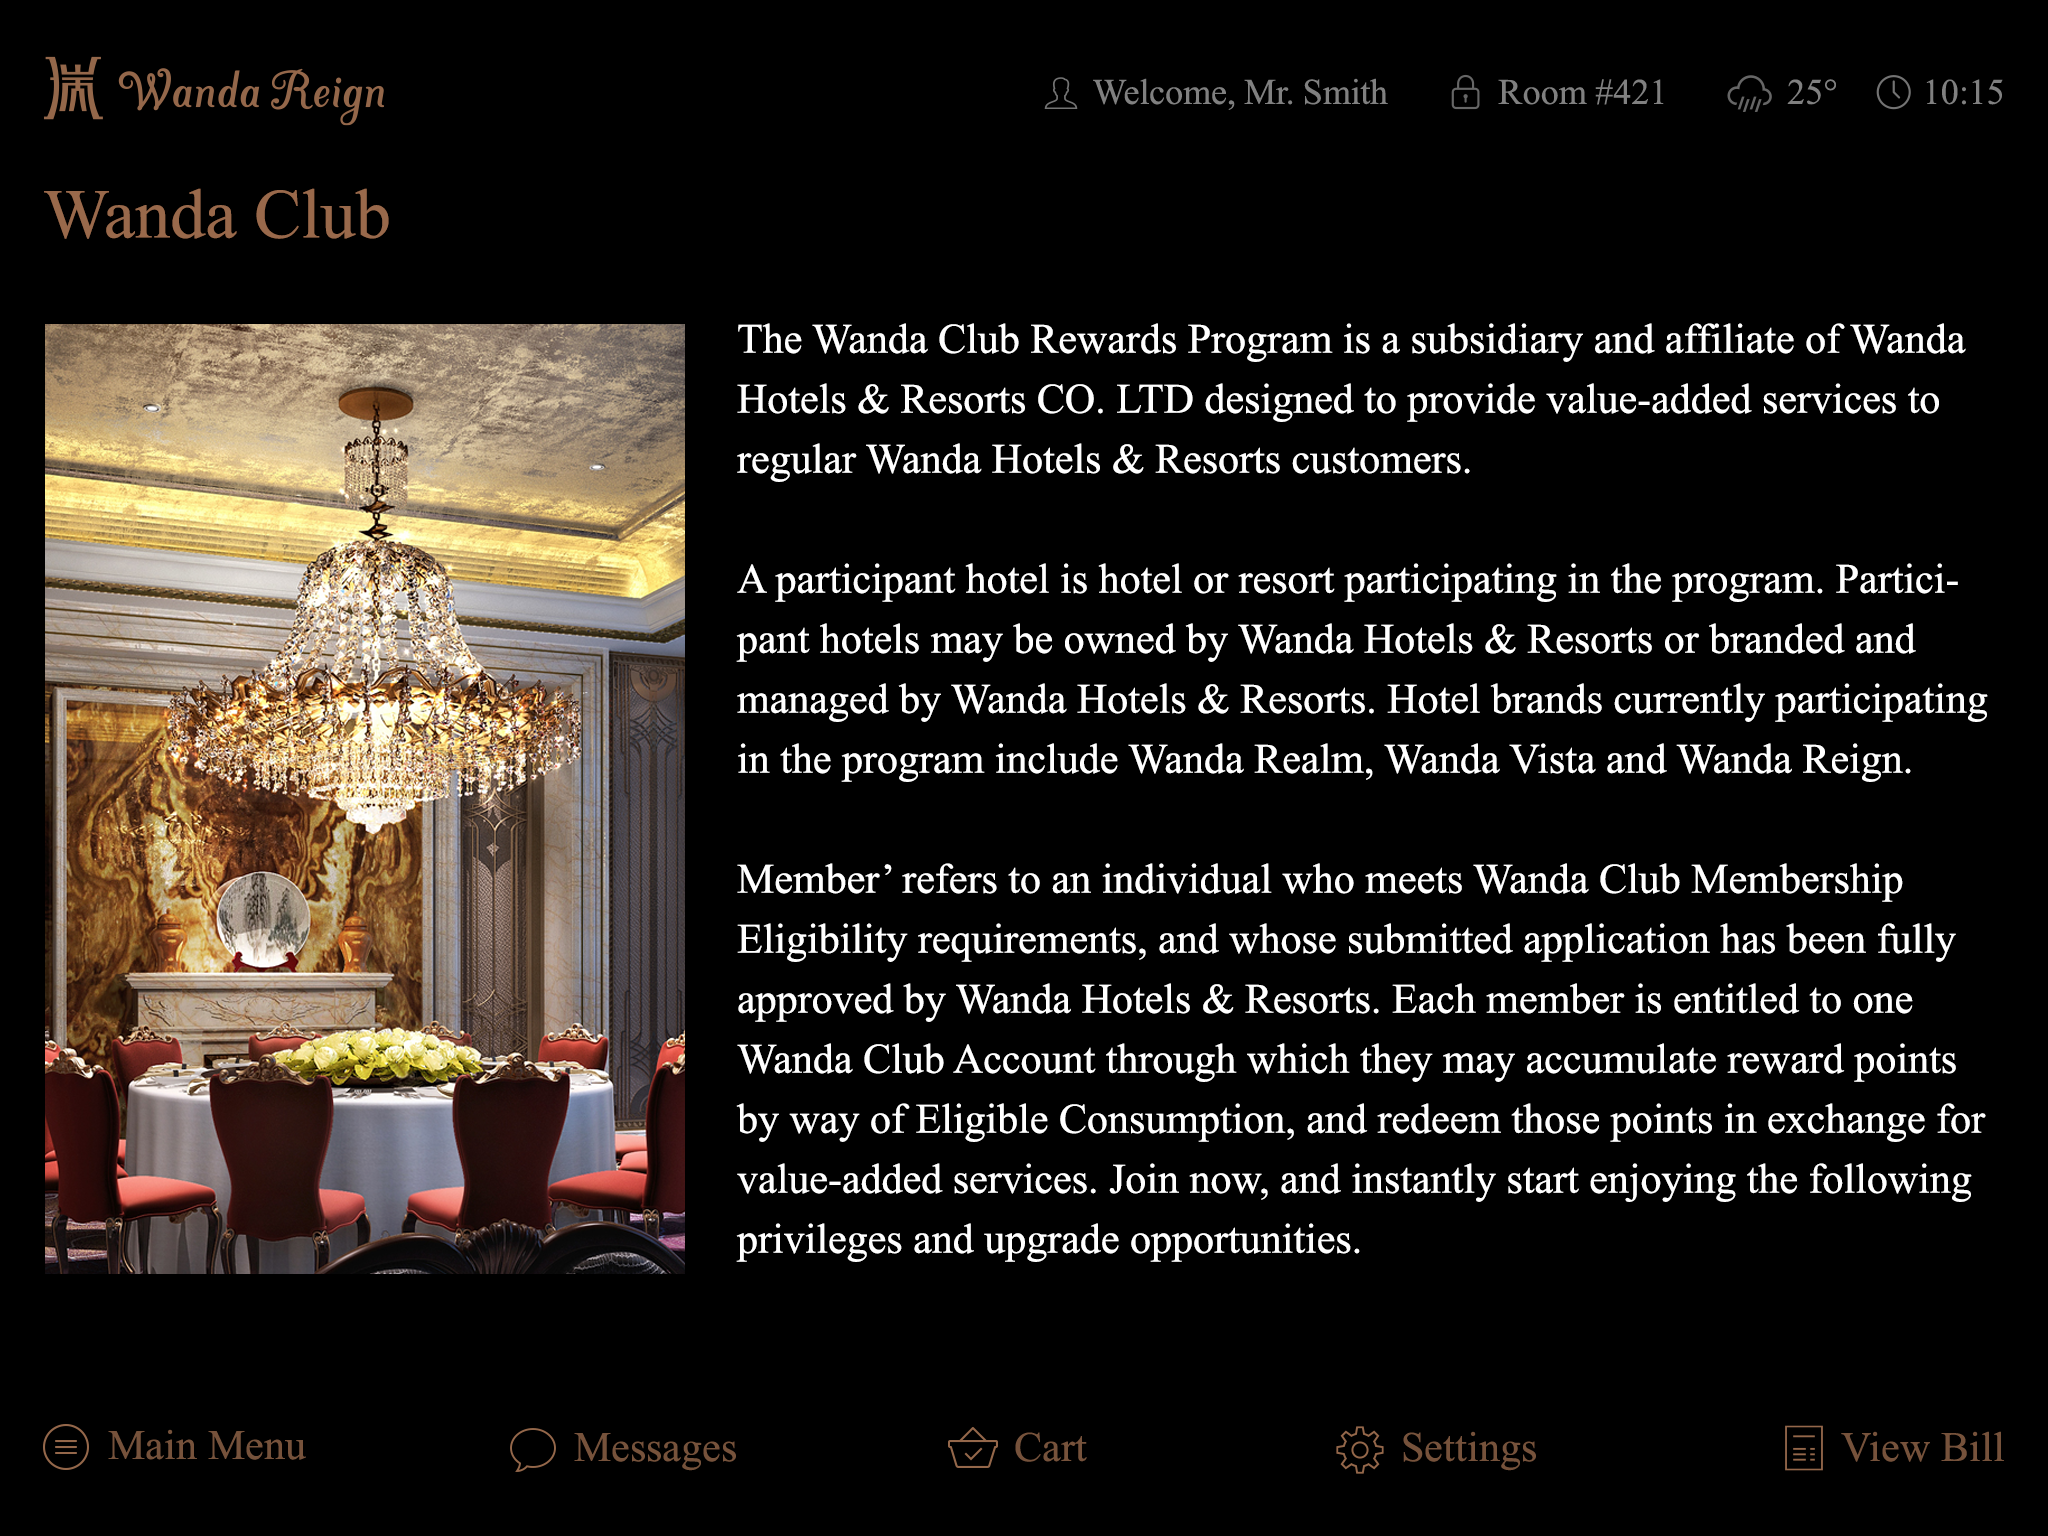 Wanda Reign
Welcome, Mr. Smith
Room #421
25°
10:15
Wanda Club
The Wanda Club Rewards Program is a subsidiary and affiliate of Wanda
Hotels & Resorts CO. LTD designed to provide value-added services to
regular Wanda Hotels & Resorts customers.
A participant hotel is hotel or resort participating in the program. Partici-
pant hotels may be owned by Wanda Hotels & Resorts or branded and
managed by Wanda Hotels & Resorts. Hotel brands currently participating
in the program include Wanda Realm, Wanda Vista and Wanda Reign.
Member’ refers to an individual who meets Wanda Club Membership
Eligibility requirements, and whose submitted application has been fully
approved by Wanda Hotels & Resorts. Each member is entitled to one
Wanda Club Account through which they may accumulate reward points
by way of Eligible Consumption, and redeem those points in exchange for
value-added services. Join now, and instantly start enjoying the following
privileges and upgrade opportunities.
Main Menu
Messages
Cart
Settings
View Bill